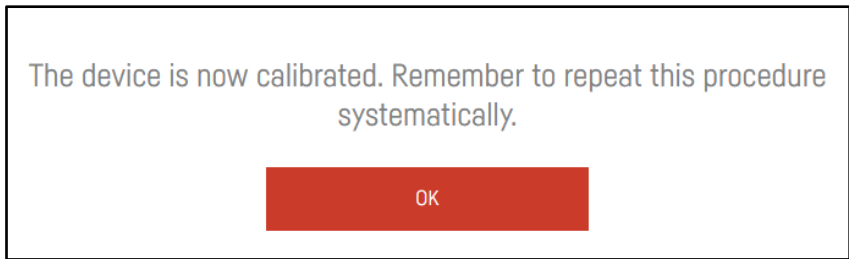 The device is now calibrated. Remember to repeat this procedure
systematically.
OK